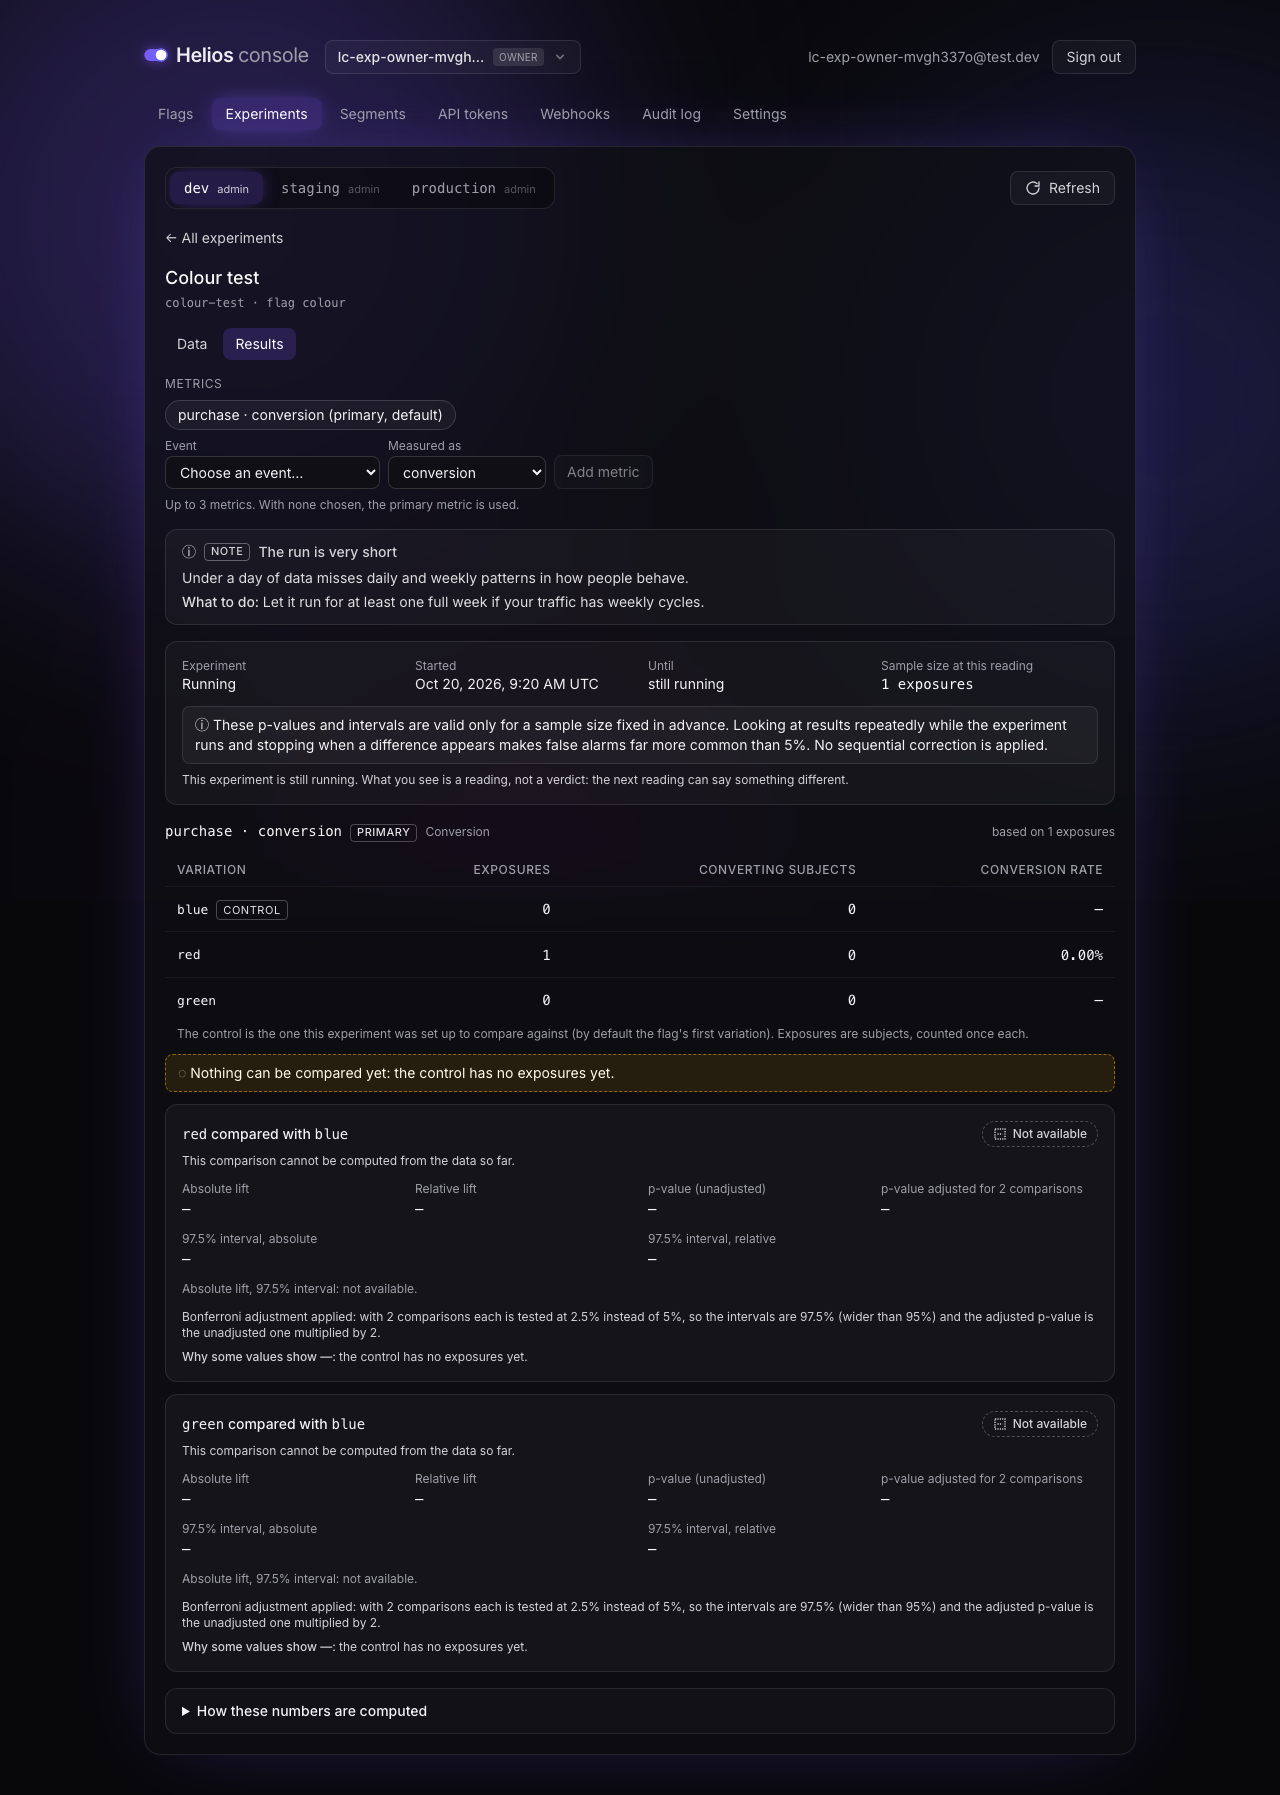 Helios console
lc-exp-owner-mvgh... OWNER
lc-exp-owner-mvgh337o@test.dev
Sign out
Flags Experiments Segments API tokens Webhooks Audit log Settings
dev admin staging admin production admin
Refresh
← All experiments
Colour test
colour-test · flag colour
Data Results
METRICS
purchase · conversion (primary, default)
Event Measured as
Choose an event... conversion Add metric
Up to 3 metrics. With none chosen, the primary metric is used.
ⓘ NOTE The run is very short
Under a day of data misses daily and weekly patterns in how people behave.
What to do: Let it run for at least one full week if your traffic has weekly cycles.
Experiment Started Until Sample size at this reading
Running Oct 20, 2026, 9:20 AM UTC still running 1 exposures
ⓘ These p-values and intervals are valid only for a sample size fixed in advance. Looking at results repeatedly while the experiment
runs and stopping when a difference appears makes false alarms far more common than 5%. No sequential correction is applied.
This experiment is still running. What you see is a reading, not a verdict: the next reading can say something different.
purchase · conversion PRIMARY Conversion based on 1 exposures
VARIATION EXPOSURES CONVERTING SUBJECTS CONVERSION RATE
blue CONTROL 0 0 —
red 1 0 0.00%
green 0 0 —
The control is the one this experiment was set up to compare against (by default the flag's first variation). Exposures are subjects, counted once each.
Nothing can be compared yet: the control has no exposures yet.
red compared with blue Not available
This comparison cannot be computed from the data so far.
Absolute lift Relative lift p-value (unadjusted) p-value adjusted for 2 comparisons
— — — —
97.5% interval, absolute 97.5% interval, relative
— —
Absolute lift, 97.5% interval: not available.
Bonferroni adjustment applied: with 2 comparisons each is tested at 2.5% instead of 5%, so the intervals are 97.5% (wider than 95%) and the adjusted p-value is
the unadjusted one multiplied by 2.
Why some values show —: the control has no exposures yet.
green compared with blue Not available
This comparison cannot be computed from the data so far.
Absolute lift Relative lift p-value (unadjusted) p-value adjusted for 2 comparisons
— — — —
97.5% interval, absolute 97.5% interval, relative
— —
Absolute lift, 97.5% interval: not available.
Bonferroni adjustment applied: with 2 comparisons each is tested at 2.5% instead of 5%, so the intervals are 97.5% (wider than 95%) and the adjusted p-value is
the unadjusted one multiplied by 2.
Why some values show —: the control has no exposures yet.
▶ How these numbers are computed